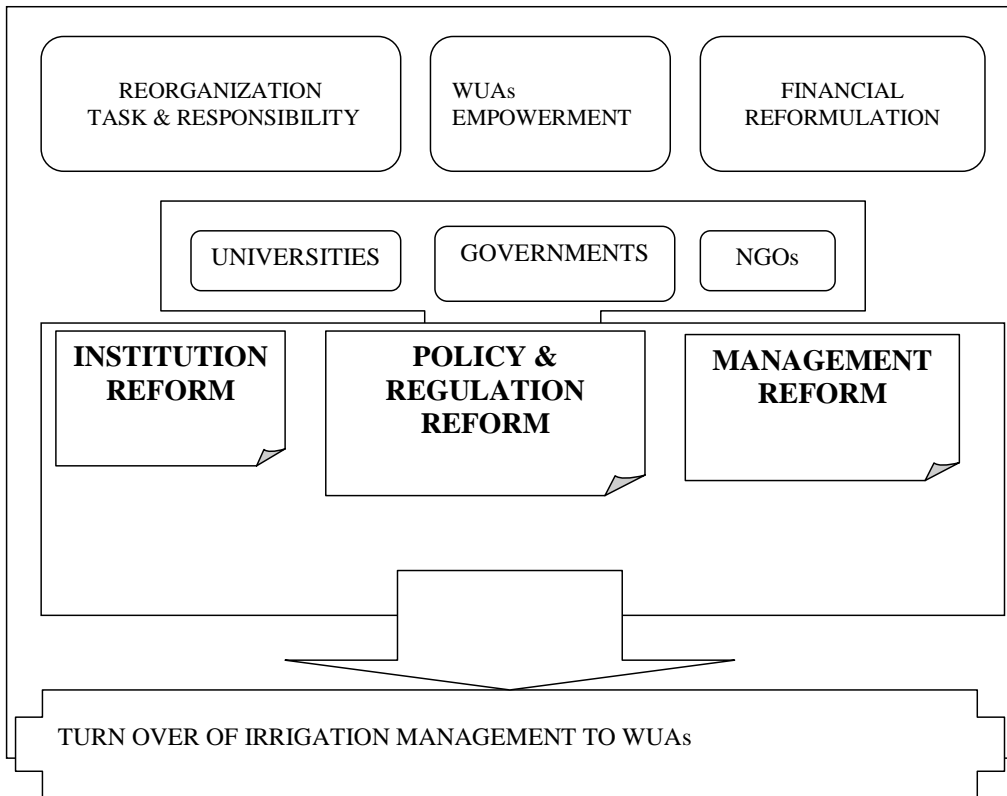 REORGANIZATION
TASK & RESPONSIBILITY
WUAs
EMPOWERMENT
FINANCIAL
REFORMULATION
UNIVERSITIES
GOVERNMENTS
NGOs
INSTITUTION
REFORM
POLICY &
REGULATION
REFORM
MANAGEMENT
REFORM
TURN OVER OF IRRIGATION MANAGEMENT TO WUAs